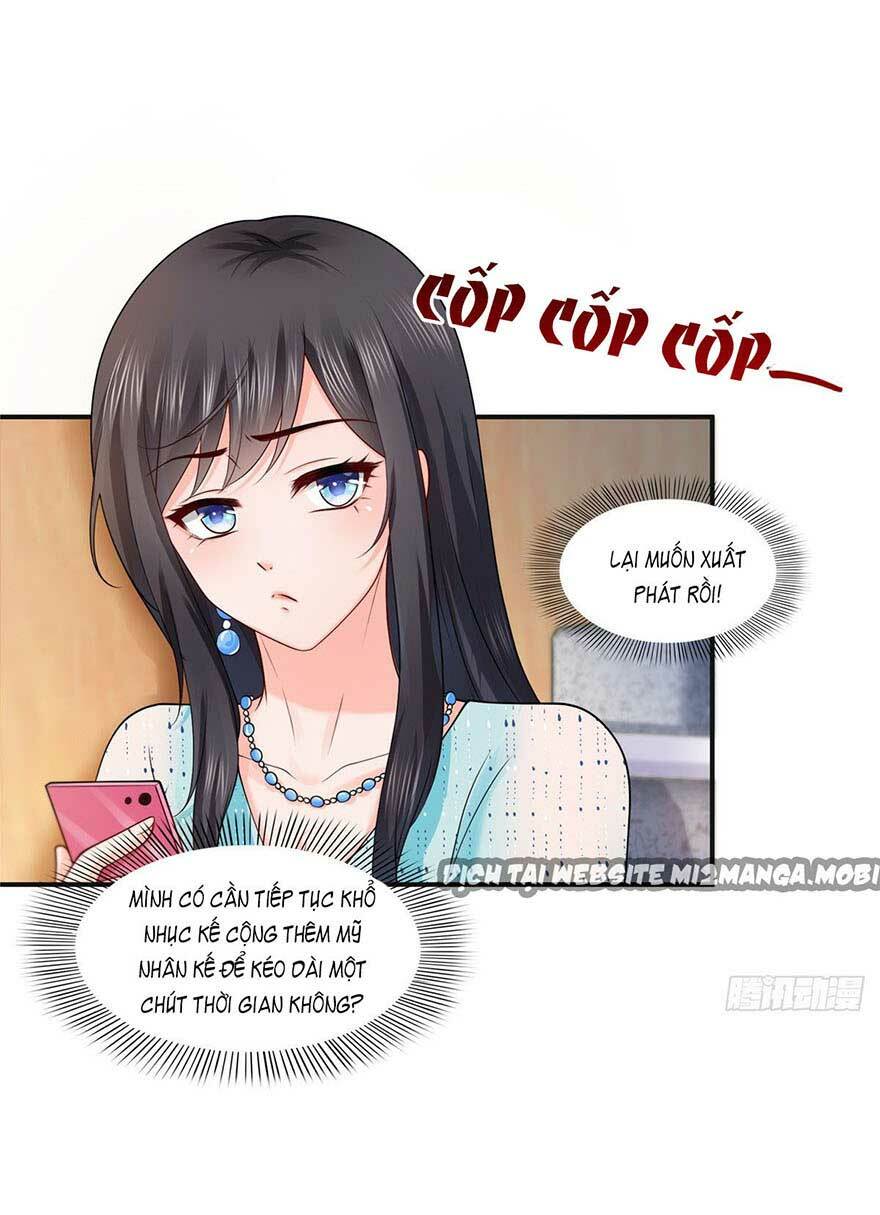 CỐP CỐP CỐP
LẠI MUỐN XUẤT
PHÁT RỒI!
DỊCH TẠI WEBSITE MI2MANGA.MOBI
MÌNH CÓ CẦN TIẾP TỤC KHỔ
NHỤC KẾ CỘNG THÊM MỸ
NHÂN KẾ ĐỂ KÉO DÀI MỘT
CHÚT THỜI GIAN KHÔNG?
腾讯动漫